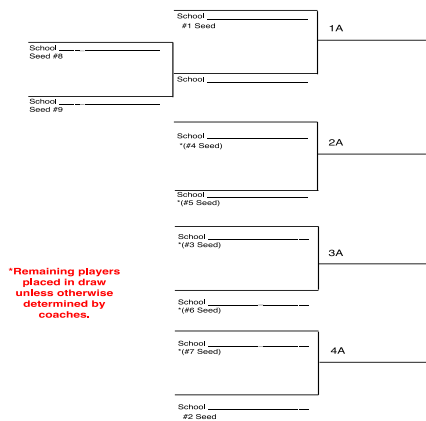 School
#1 Seed
1A
School
Seed #8
School
School
Seed #9
School
*(#4 Seed)
2A
School
*(#5 Seed)
School
*(#3 Seed)
3A
*Remaining players
placed in draw
unless otherwise
determined by
coaches.
School
*(#6 Seed)
School
*(#7 Seed)
4A
School
#2 Seed